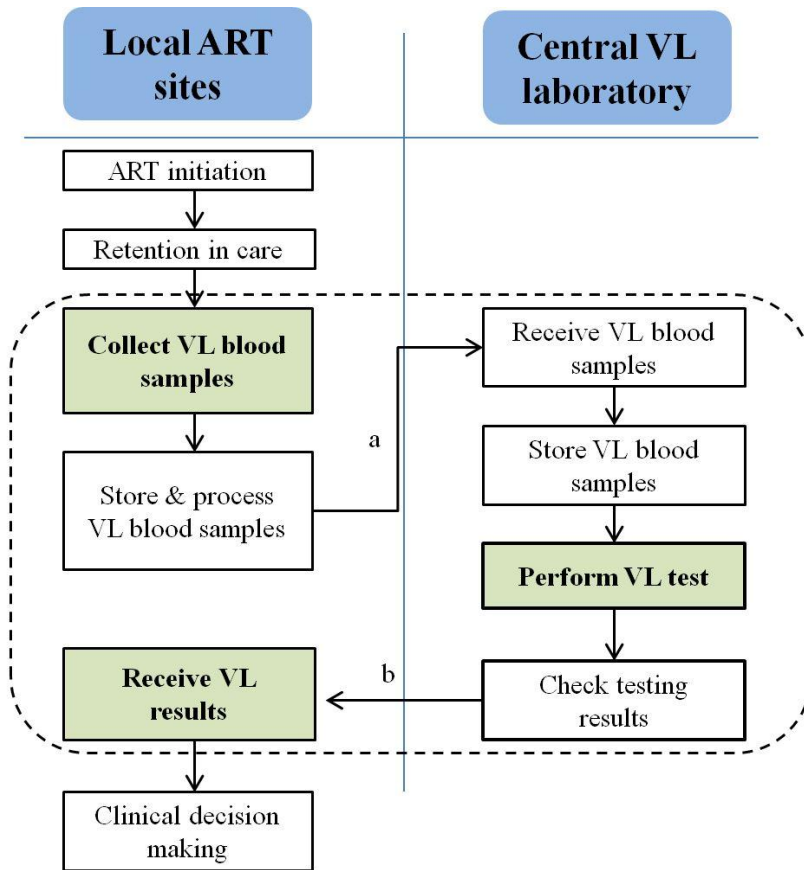 Local ART
sites
Central VL
laboratory
ART initiation
Retention in care
Collect VL blood
samples
Store & process
VL blood samples
a
Receive VL blood
samples
Store VL blood
samples
Perform VL test
Check testing
results
b
Receive VL
results
Clinical decision
making